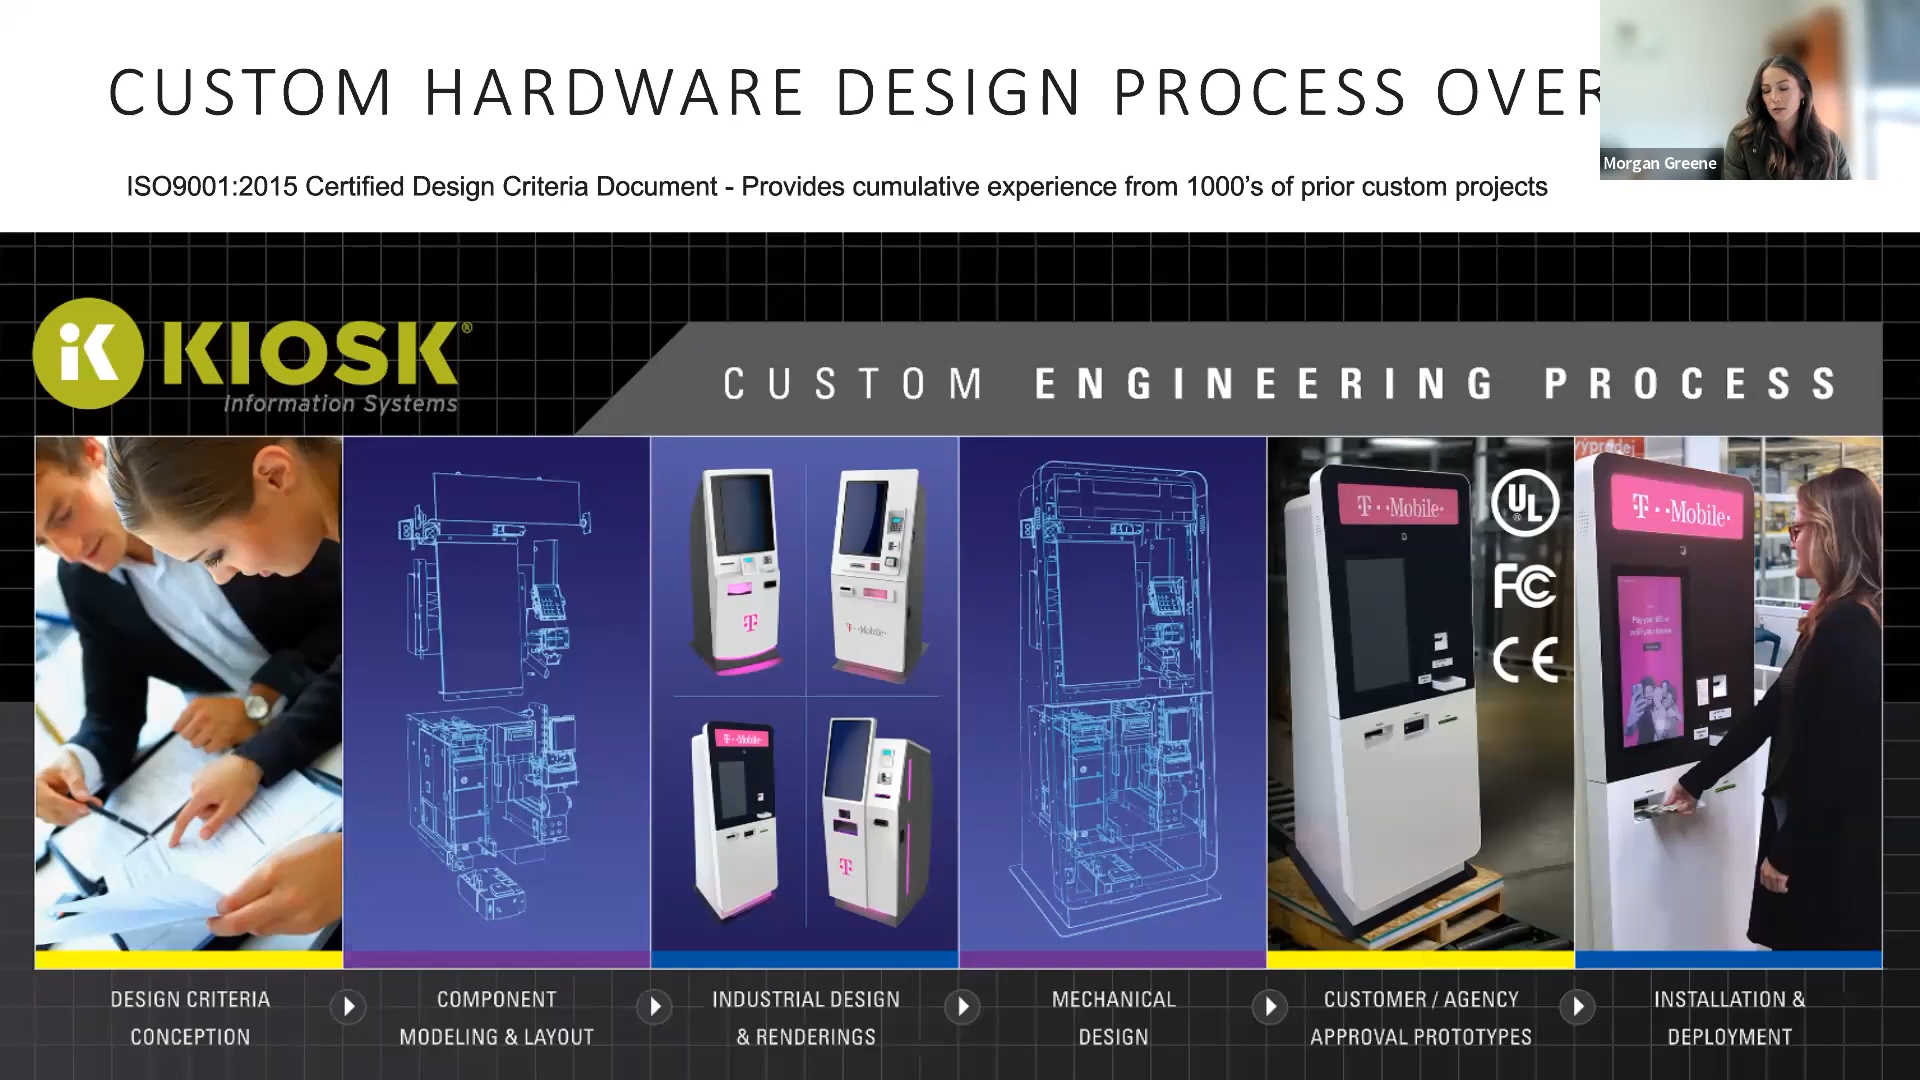 CUSTOM HARDWARE DESIGN PROCESS OVER
Morgan Greene
ISO9001:2015 Certified Design Criteria Document - Provides cumulative experience from 1000’s of prior custom projects
iK KIOSK®
Information Systems
CUSTOM ENGINEERING PROCESS
výprodej
T··Mobile·
T··Mobile·
UL
FC
CE
T
T··Mobile·
T··Mobile·
T
DESIGN CRITERIA
CONCEPTION
COMPONENT
MODELING & LAYOUT
INDUSTRIAL DESIGN
& RENDERINGS
MECHANICAL
DESIGN
CUSTOMER / AGENCY
APPROVAL PROTOTYPES
INSTALLATION &
DEPLOYMENT